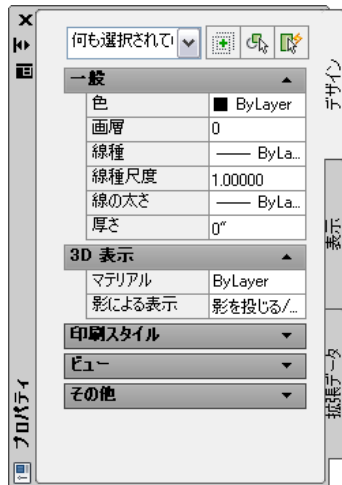 何も選択されてい
一般
色 ByLayer
画層 0
線種 ByLa...
線種尺度 1.00000
線の太さ ByLa...
厚さ 0"
3D 表示
マテリアル ByLayer
影による表示 影を投じる/...
印刷スタイル
ビュー
その他
プロパティ
デザイン
表示
拡張データ